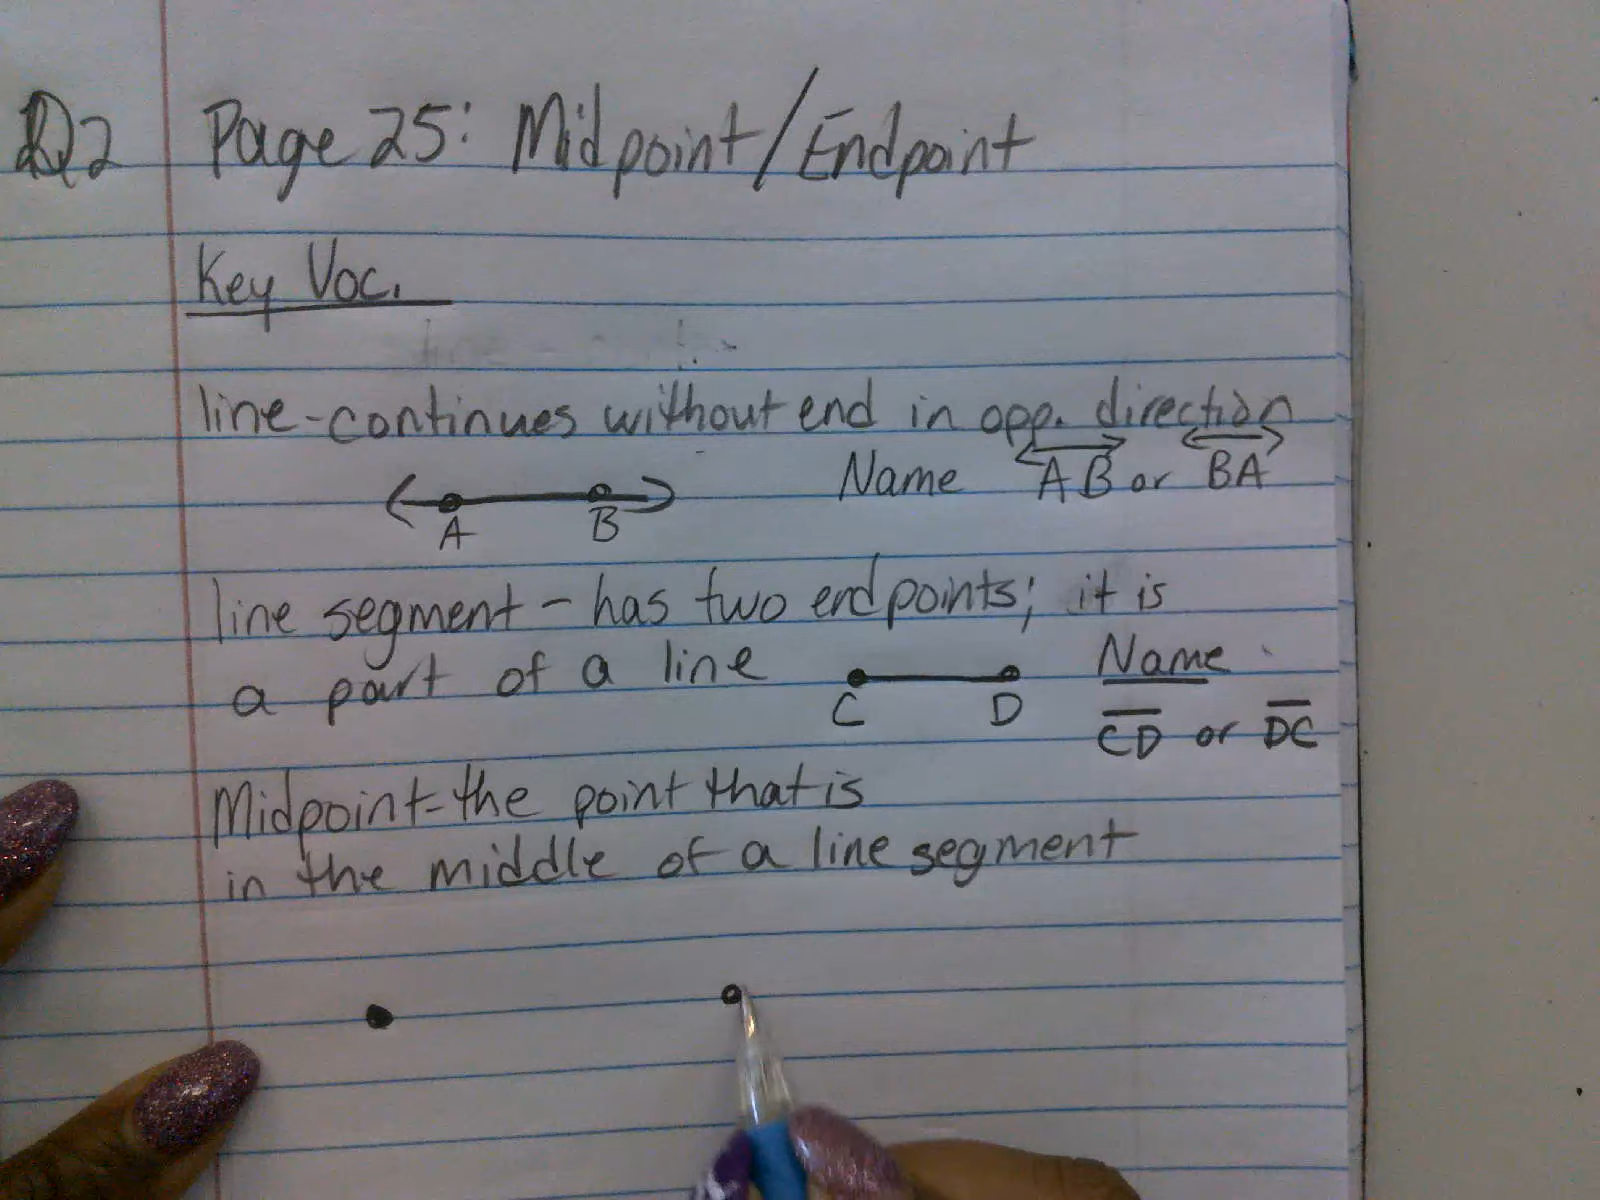 Q2 Page 25: Midpoint/Endpoint
Key Voc.
line-continues without end in opp. direction
Name AB or BA
A B
line segment - has two endpoints; it is
a part of a line
C D
Name
CD or DC
Midpoint-the point that is
in the middle of a line segment